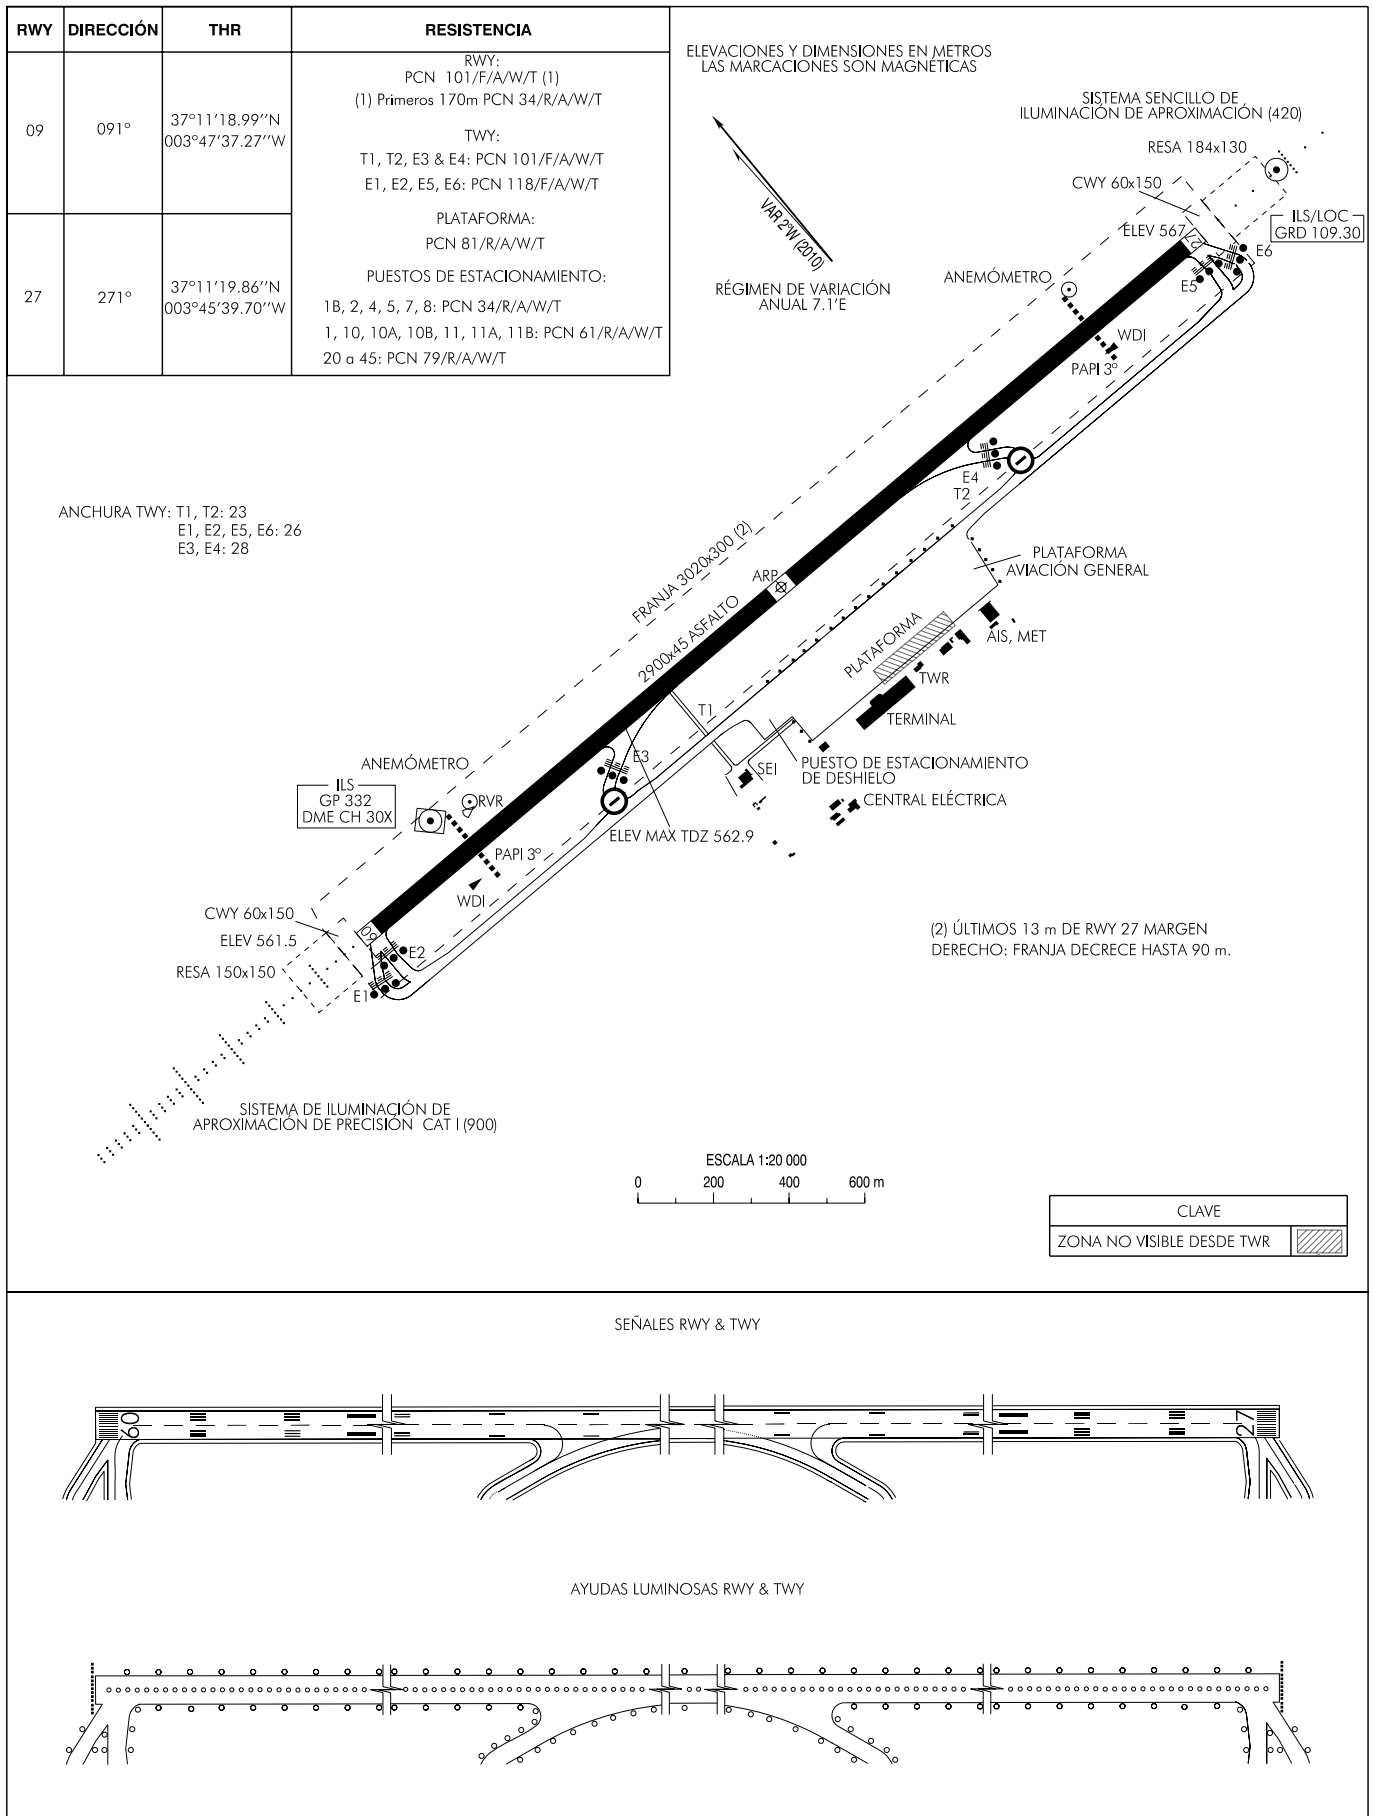 RWY DIRECCIÓN THR RESISTENCIA
09 091° 37°11'18.99''N
003°47'37.27''W
27 271° 37°11'19.86''N
003°45'39.70''W
RWY:
PCN 101/F/A/W/T (1)
(1) Primeros 170m PCN 34/R/A/W/T
TWY:
T1, T2, E3 & E4: PCN 101/F/A/W/T
E1, E2, E5, E6: PCN 118/F/A/W/T
PLATAFORMA:
PCN 81/R/A/W/T
PUESTOS DE ESTACIONAMIENTO:
1B, 2, 4, 5, 7, 8: PCN 34/R/A/W/T
1, 10, 10A, 10B, 11, 11A, 11B: PCN 61/R/A/W/T
20 a 45: PCN 79/R/A/W/T
ELEVACIONES Y DIMENSIONES EN METROS
LAS MARCACIONES SON MAGNÉTICAS
SISTEMA SENCILLO DE
ILUMINACIÓN DE APROXIMACIÓN (420)
RESA 184x130
CWY 60x150
ILS/LOC
GRD 109.30
ELEV 567
27
E6
E5
VAR 2°W (2010)
RÉGIMEN DE VARIACIÓN
ANUAL 7.1'E
ANEMÓMETRO
WDI
PAPI 3°
E4
T2
ANCHURA TWY: T1, T2: 23
E1, E2, E5, E6: 26
E3, E4: 28
FRANJA 3020x300 (2)
ARP
PLATAFORMA
AVIACIÓN GENERAL
2900x45 ASFALTO
PLATAFORMA
AIS, MET
TWR
TERMINAL
T1
E3
SEI
PUESTO DE ESTACIONAMIENTO
DE DESHIELO
CENTRAL ELÉCTRICA
ANEMÓMETRO
ILS
GP 332
DME CH 30X
RVR
ELEV MAX TDZ 562.9
PAPI 3°
WDI
CWY 60x150
ELEV 561.5
RESA 150x150
09
E2
E1
(2) ÚLTIMOS 13 m DE RWY 27 MARGEN
DERECHO: FRANJA DECRECE HASTA 90 m.
SISTEMA DE ILUMINACIÓN DE
APROXIMACIÓN DE PRECISIÓN CAT I (900)
ESCALA 1:20 000
0 200 400 600 m
CLAVE
ZONA NO VISIBLE DESDE TWR
SEÑALES RWY & TWY
09
27
AYUDAS LUMINOSAS RWY & TWY